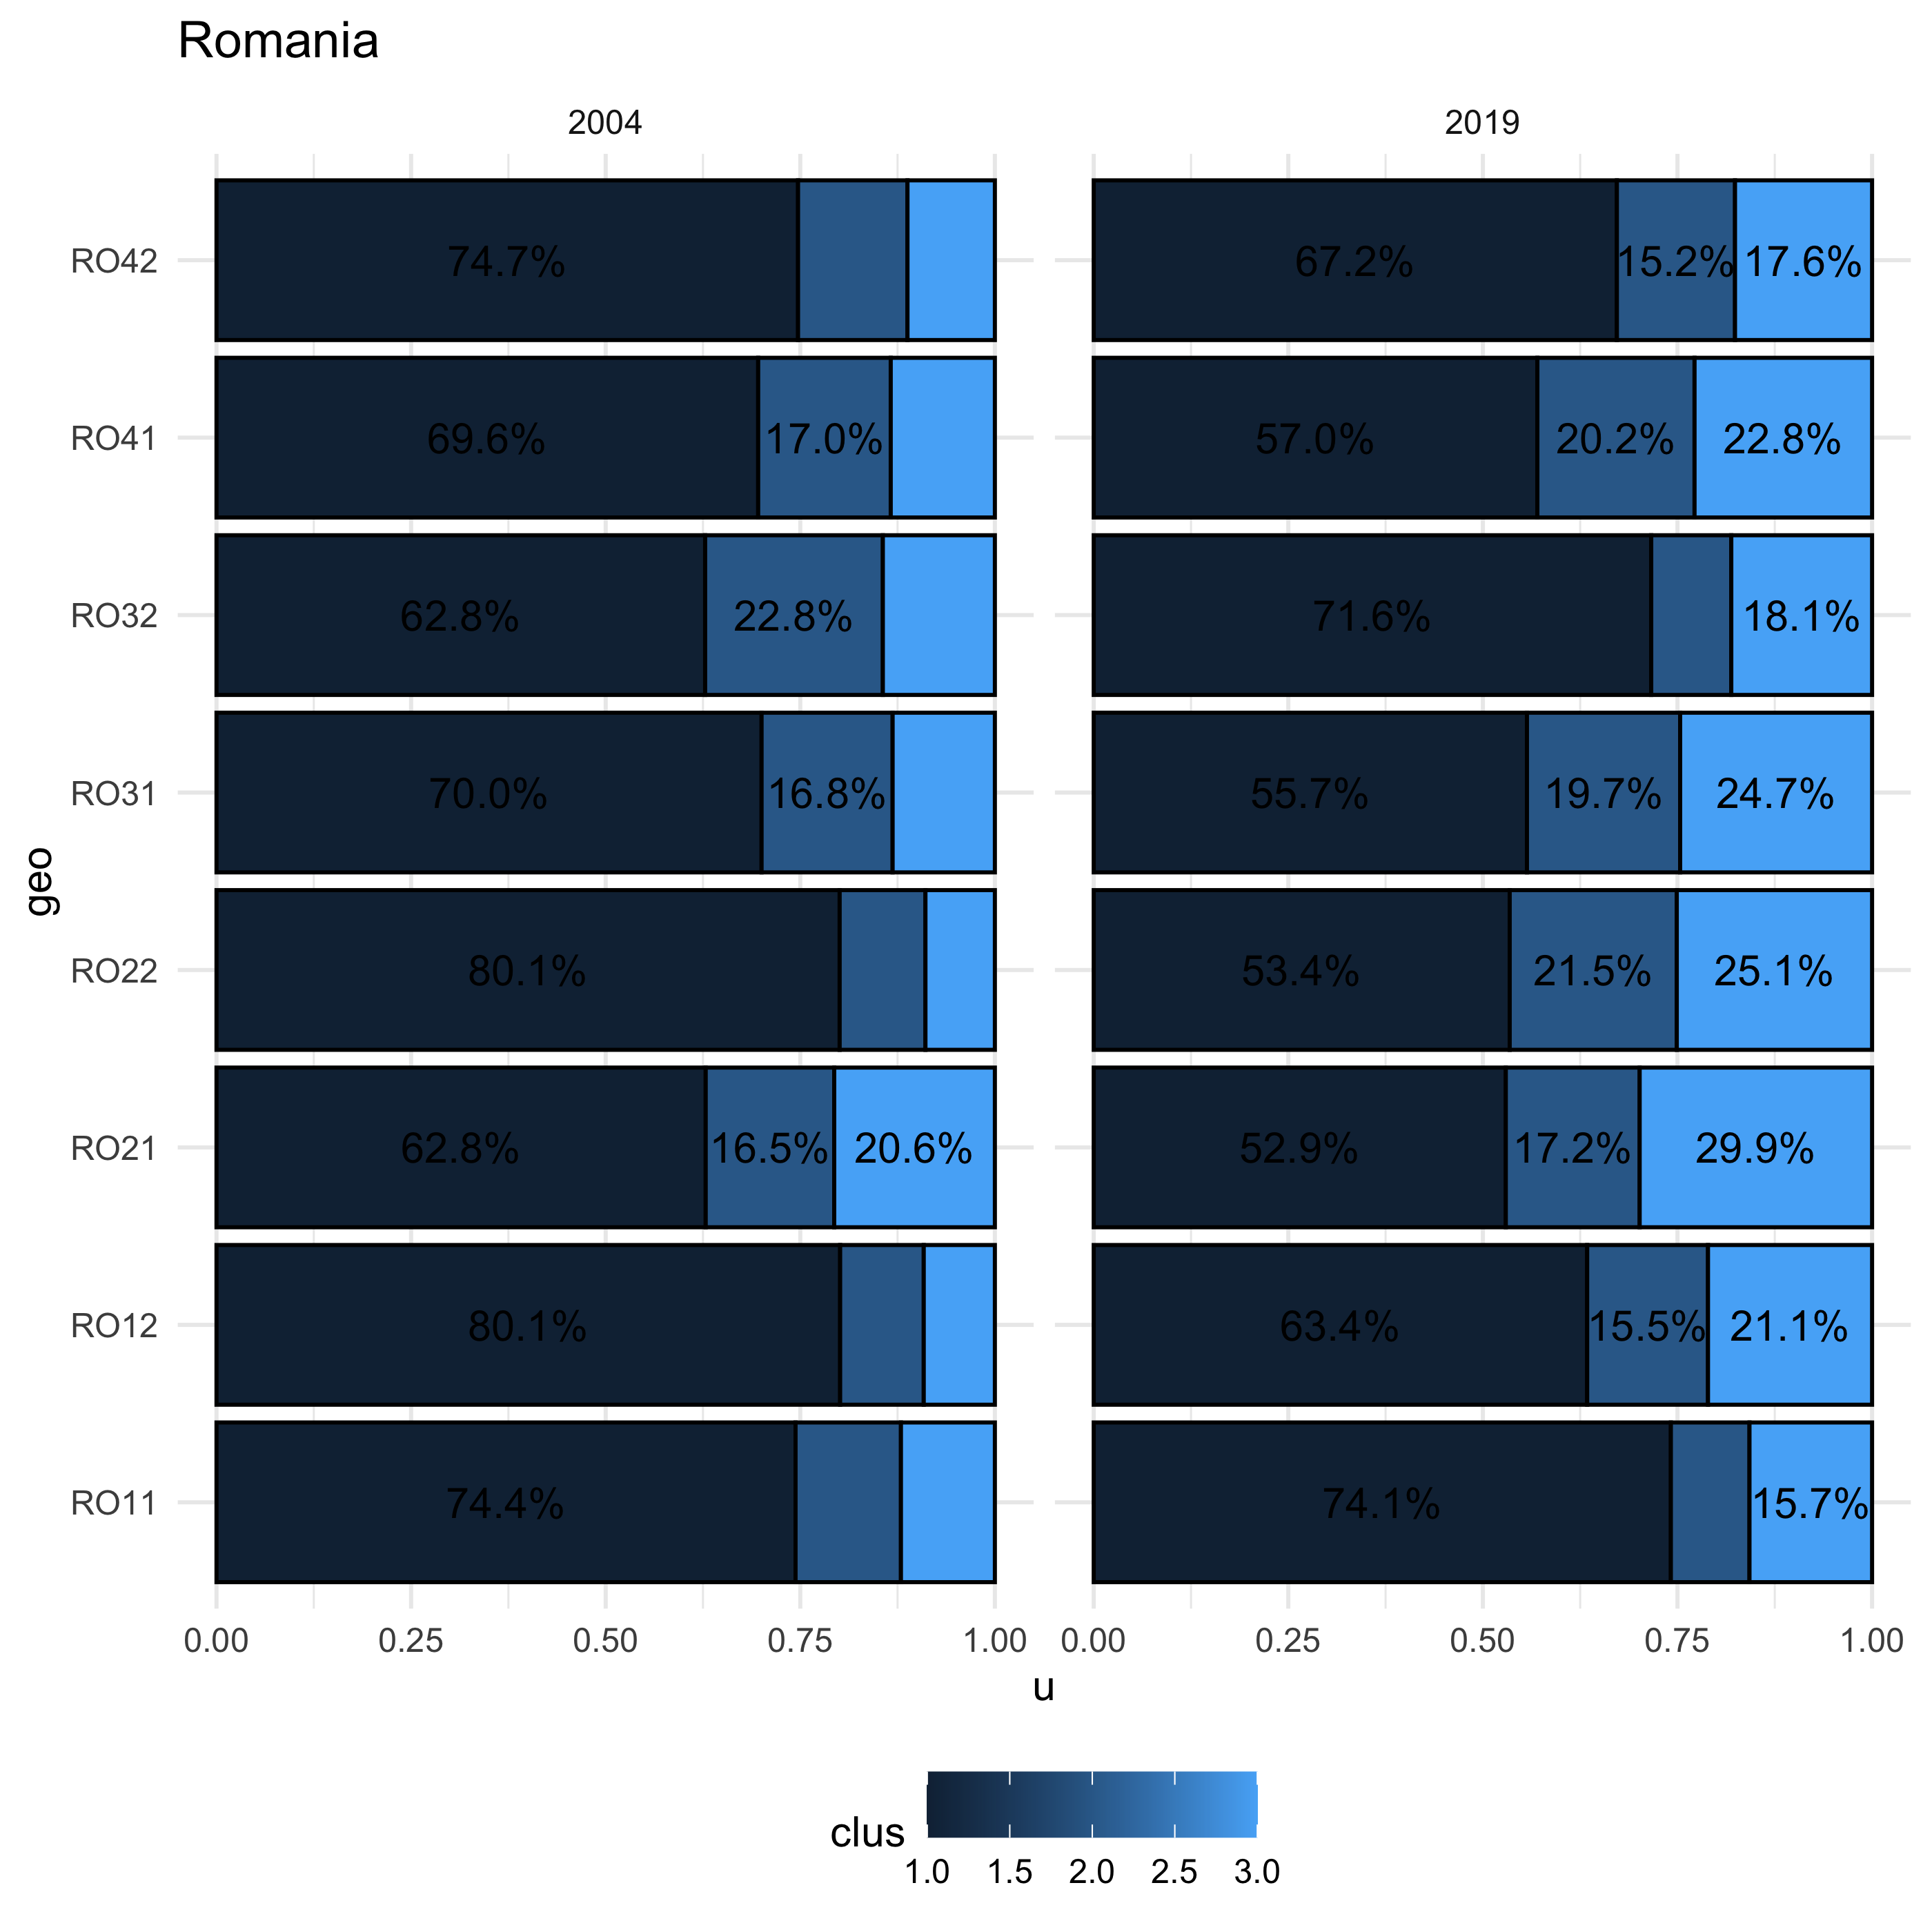 Romania
2004 2019
RO42 74.7% 67.2% 15.2% 17.6%
RO41 69.6% 17.0% 57.0% 20.2% 22.8%
RO32 62.8% 22.8% 71.6% 18.1%
RO31 70.0% 16.8% 55.7% 19.7% 24.7%
geo
RO22 80.1% 53.4% 21.5% 25.1%
RO21 62.8% 16.5% 20.6% 52.9% 17.2% 29.9%
RO12 80.1% 63.4% 15.5% 21.1%
RO11 74.4% 74.1% 15.7%
0.00 0.25 0.50 0.75 1.00 0.00 0.25 0.50 0.75 1.00
u
clus
1.0 1.5 2.0 2.5 3.0